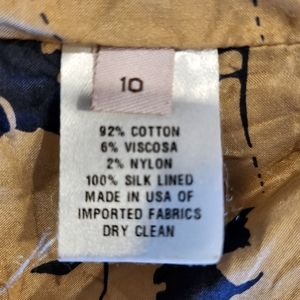 10
92% COTTON
6% VISCOSA
2% NYLON
100% SILK LINED
MADE IN USA OF
IMPORTED FABRICS
DRY CLEAN